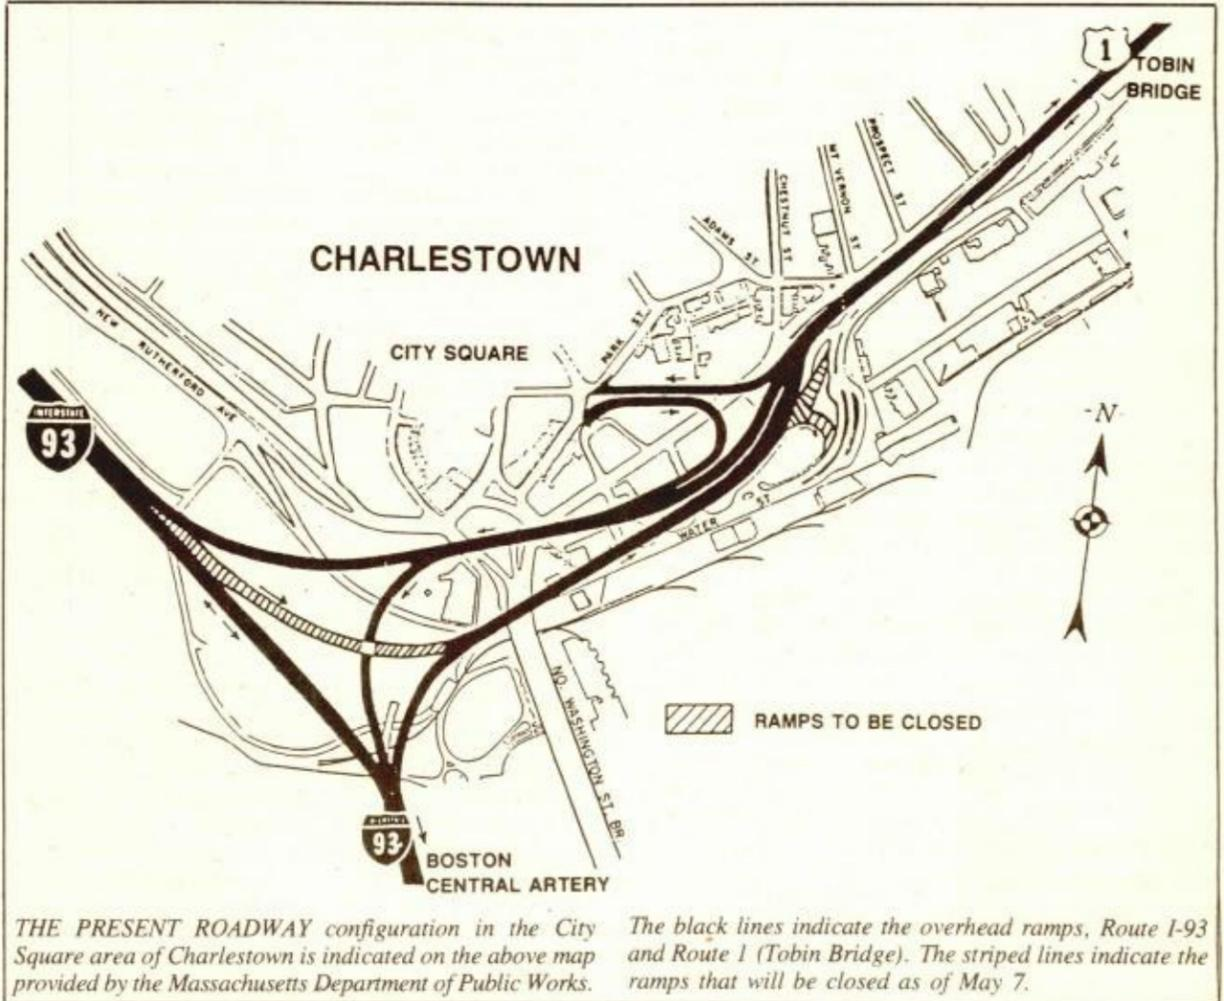 1
TOBIN
BRIDGE
PROSPECT ST
MT VERNON ST
CHESTNUT ST
ADAMS ST
CHARLESTOWN
CITY SQUARE
PARK ST.
NEW RUTHERFORD AVE
INTERSTATE
93
-N-
WATER ST
RAMPS TO BE CLOSED
NO. WASHINGTON ST. BR.
93
BOSTON
CENTRAL ARTERY
THE PRESENT ROADWAY configuration in the City
Square area of Charlestown is indicated on the above map
provided by the Massachusetts Department of Public Works.
The black lines indicate the overhead ramps, Route I-93
and Route 1 (Tobin Bridge). The striped lines indicate the
ramps that will be closed as of May 7.